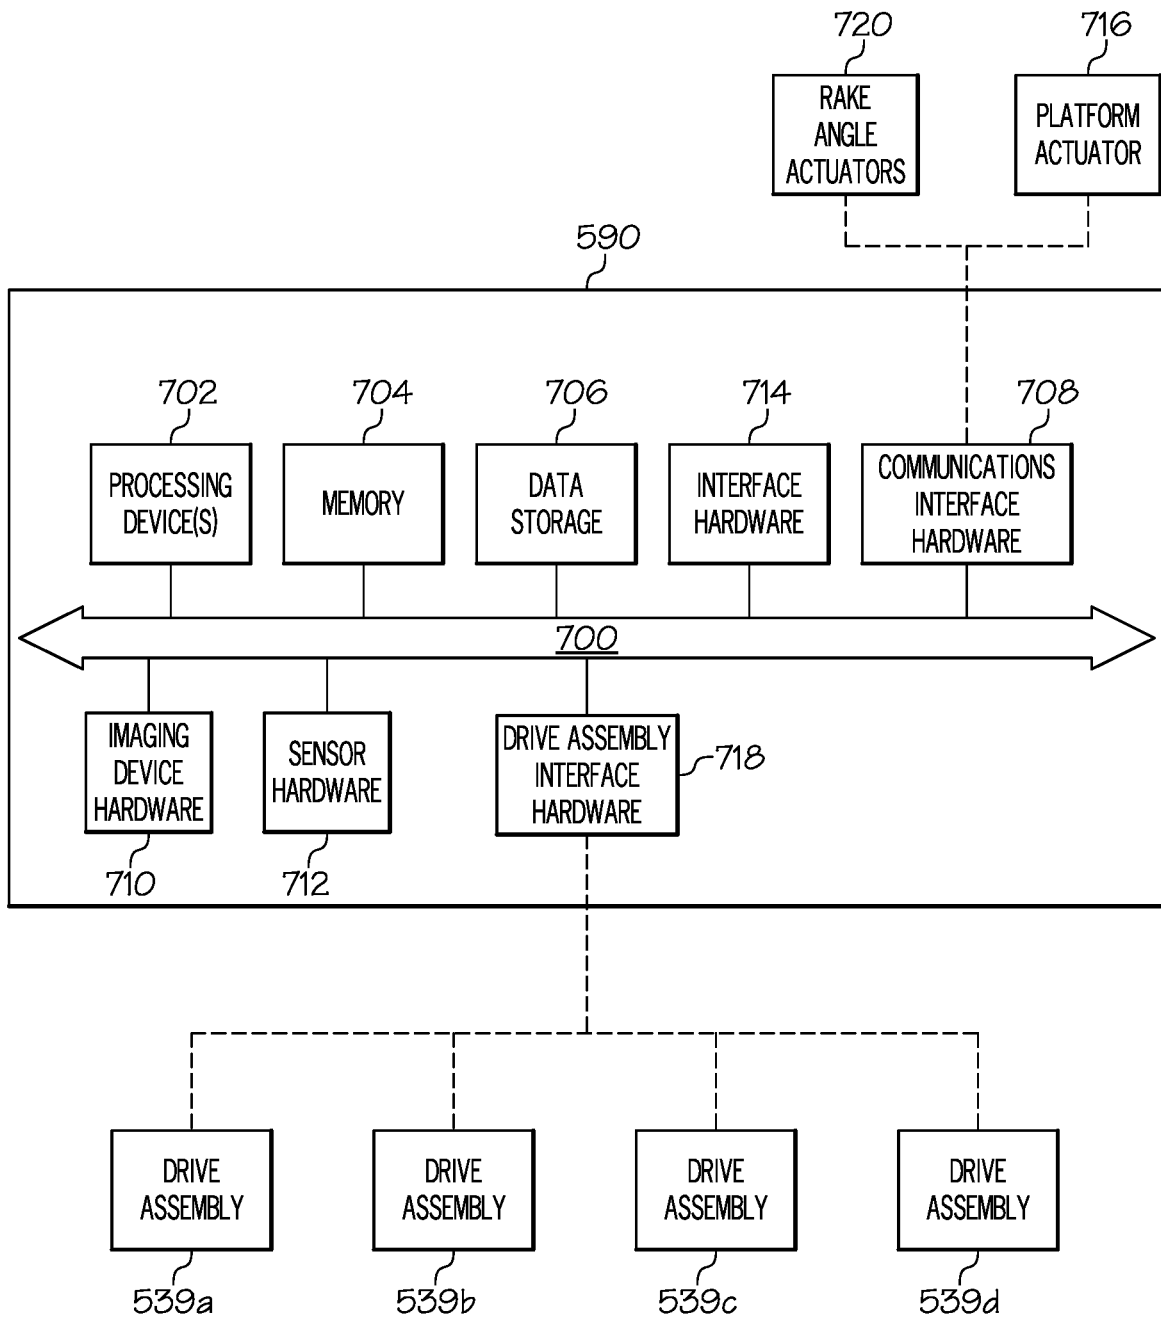 720
716
RAKE
ANGLE
ACTUATORS
PLATFORM
ACTUATOR
590
702
704
706
714
708
PROCESSING
DEVICE(S)
MEMORY
DATA
STORAGE
INTERFACE
HARDWARE
COMMUNICATIONS
INTERFACE
HARDWARE
700
IMAGING
DEVICE
HARDWARE
SENSOR
HARDWARE
DRIVE ASSEMBLY
INTERFACE
HARDWARE
718
710
712
DRIVE
ASSEMBLY
DRIVE
ASSEMBLY
DRIVE
ASSEMBLY
DRIVE
ASSEMBLY
539a
539b
539c
539d